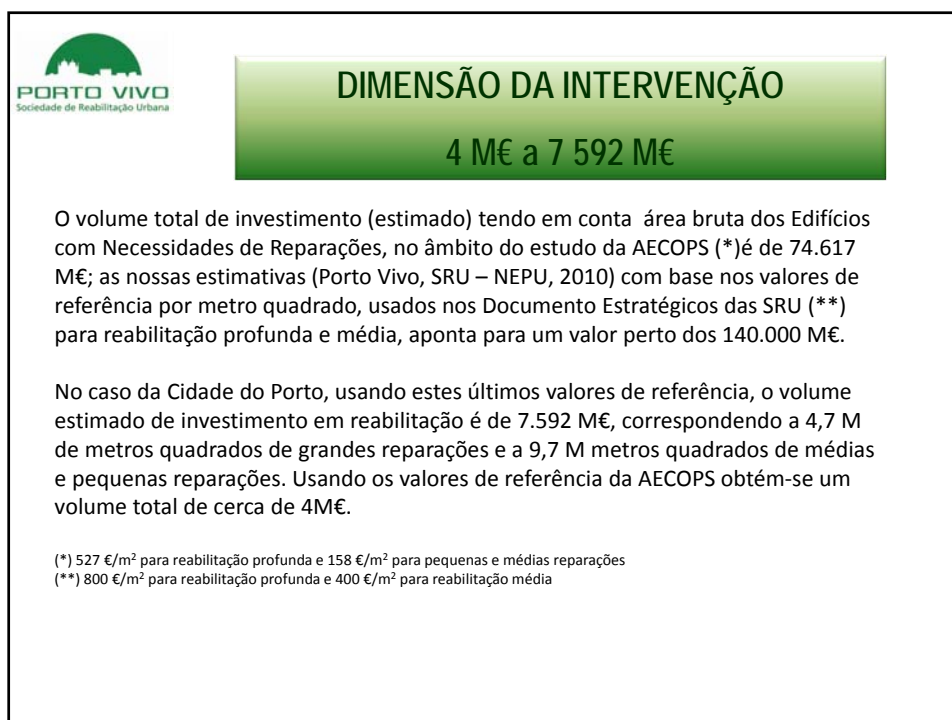 PORTO VIVO
Sociedade de Reabilitação Urbana
DIMENSÃO DA INTERVENÇÃO
4 M€ a 7 592 M€
O volume total de investimento (estimado) tendo em conta  área bruta dos Edifícios
com Necessidades de Reparações, no âmbito do estudo da AECOPS (*)é de 74.617
M€; as nossas estimativas (Porto Vivo, SRU – NEPU, 2010) com base nos valores de
referência por metro quadrado, usados nos Documento Estratégicos das SRU (**)
para reabilitação profunda e média, aponta para um valor perto dos 140.000 M€.
No caso da Cidade do Porto, usando estes últimos valores de referência, o volume
estimado de investimento em reabilitação é de 7.592 M€, correspondendo a 4,7 M
de metros quadrados de grandes reparações e a 9,7 M metros quadrados de médias
e pequenas reparações. Usando os valores de referência da AECOPS obtém-se um
volume total de cerca de 4M€.
(*) 527 €/m² para reabilitação profunda e 158 €/m² para pequenas e médias reparações
(**) 800 €/m² para reabilitação profunda e 400 €/m² para reabilitação média